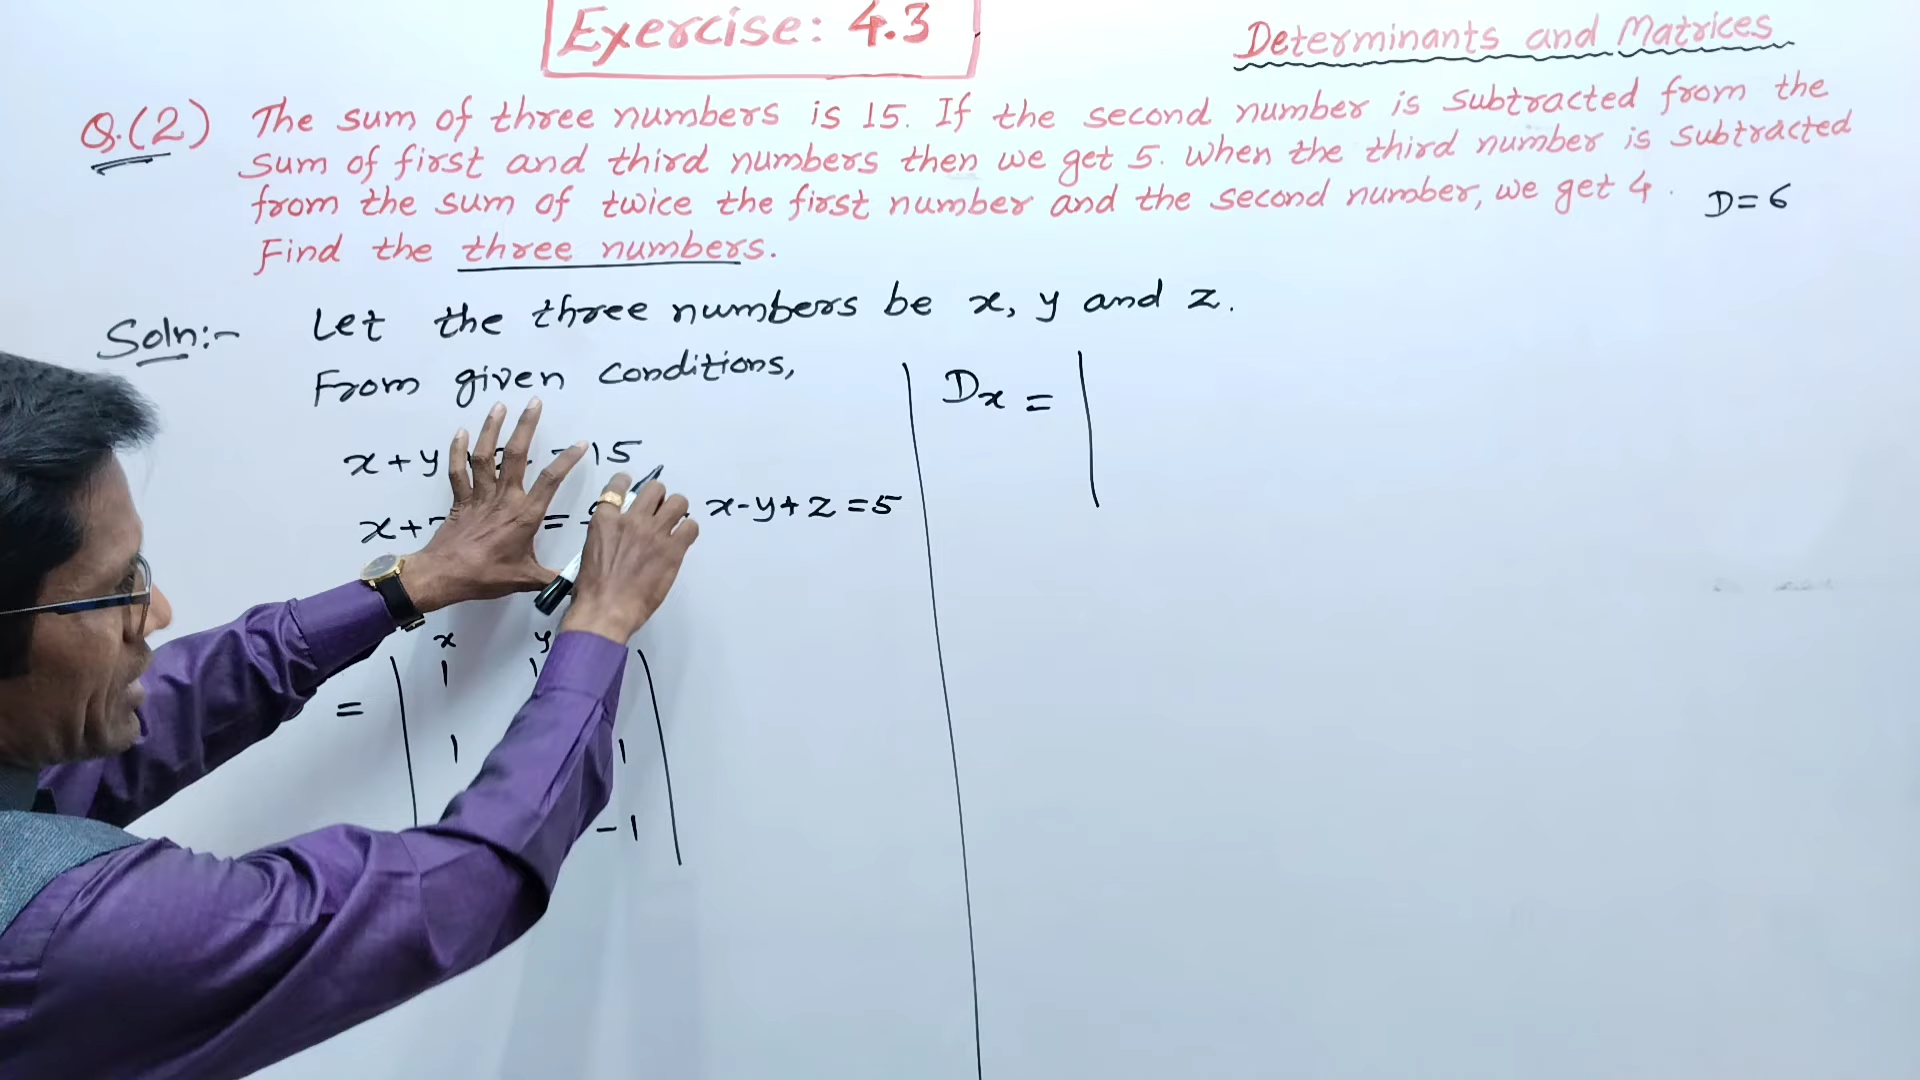 Exercise: 4.3
Determinants and Matrices
Q.(2) The sum of three numbers is 15. If the second number is subtracted from the
sum of first and third numbers then we get 5. When the third number is subtracted
from the sum of twice the first number and the second number, we get 4.
D = 6
Find the three numbers.
Soln:- Let the three numbers be x, y and z.
From given conditions,
Dx =
x + y = 15
x + = x - y + z = 5
x y
1 1
=
1 1
- 1